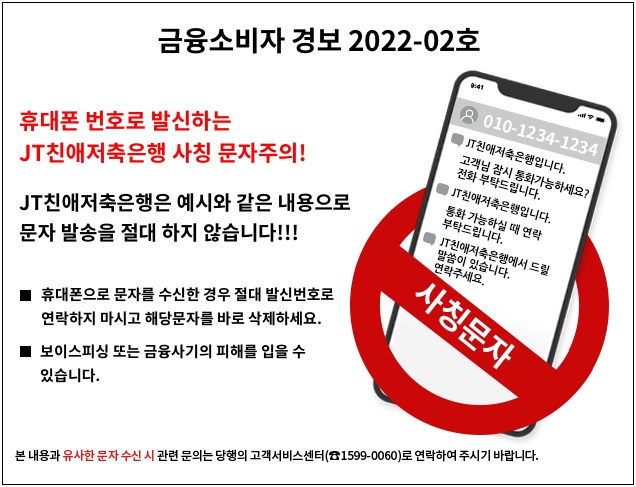 금융소비자 경보 2022-02호
휴대폰 번호로 발신하는
JT친애저축은행 사칭 문자주의!
JT친애저축은행은 예시와 같은 내용으로
문자 발송을 절대 하지 않습니다!!!
■ 휴대폰으로 문자를 수신한 경우 절대 발신번호로
연락하지 마시고 해당문자를 바로 삭제하세요.
■ 보이스피싱 또는 금융사기의 피해를 입을 수
있습니다.
9:41
010-1234-1234
JT친애저축은행입니다.
고객님 잠시 통화가능하세요?
전화 부탁드립니다.
JT친애저축은행입니다.
통화 가능하실 때 연락
부탁드립니다.
JT친애저축은행에서 드릴
말씀이 있습니다.
연락주세요.
사칭문자
본 내용과 유사한 문자 수신 시 관련 문의는 당행의 고객서비스센터(☎1599-0060)로 연락하여 주시기 바랍니다.